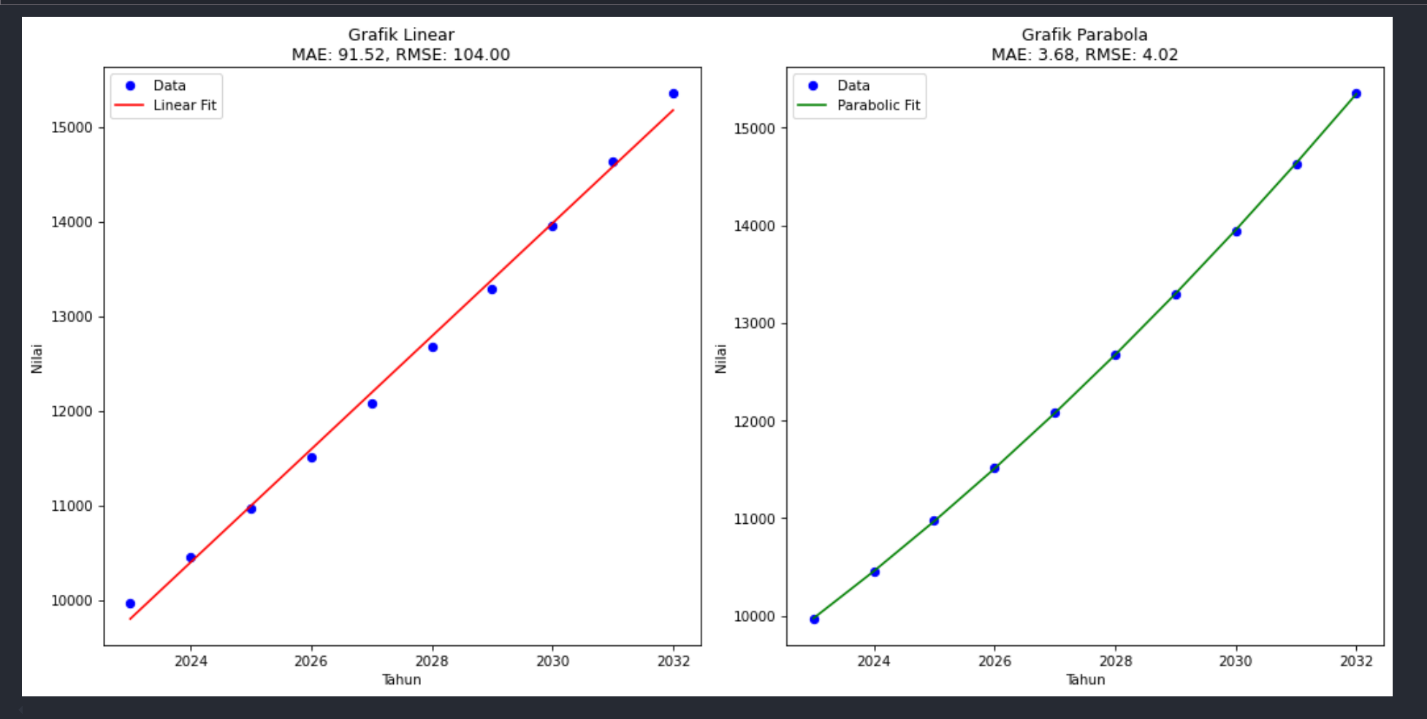 Grafik Linear
MAE: 91.52, RMSE: 104.00
Data
Linear Fit
15000
14000
13000
12000
11000
10000
Nilai
2024
2026
2028
2030
2032
Tahun
Grafik Parabola
MAE: 3.68, RMSE: 4.02
Data
Parabolic Fit
15000
14000
13000
12000
11000
10000
Nilai
2024
2026
2028
2030
2032
Tahun